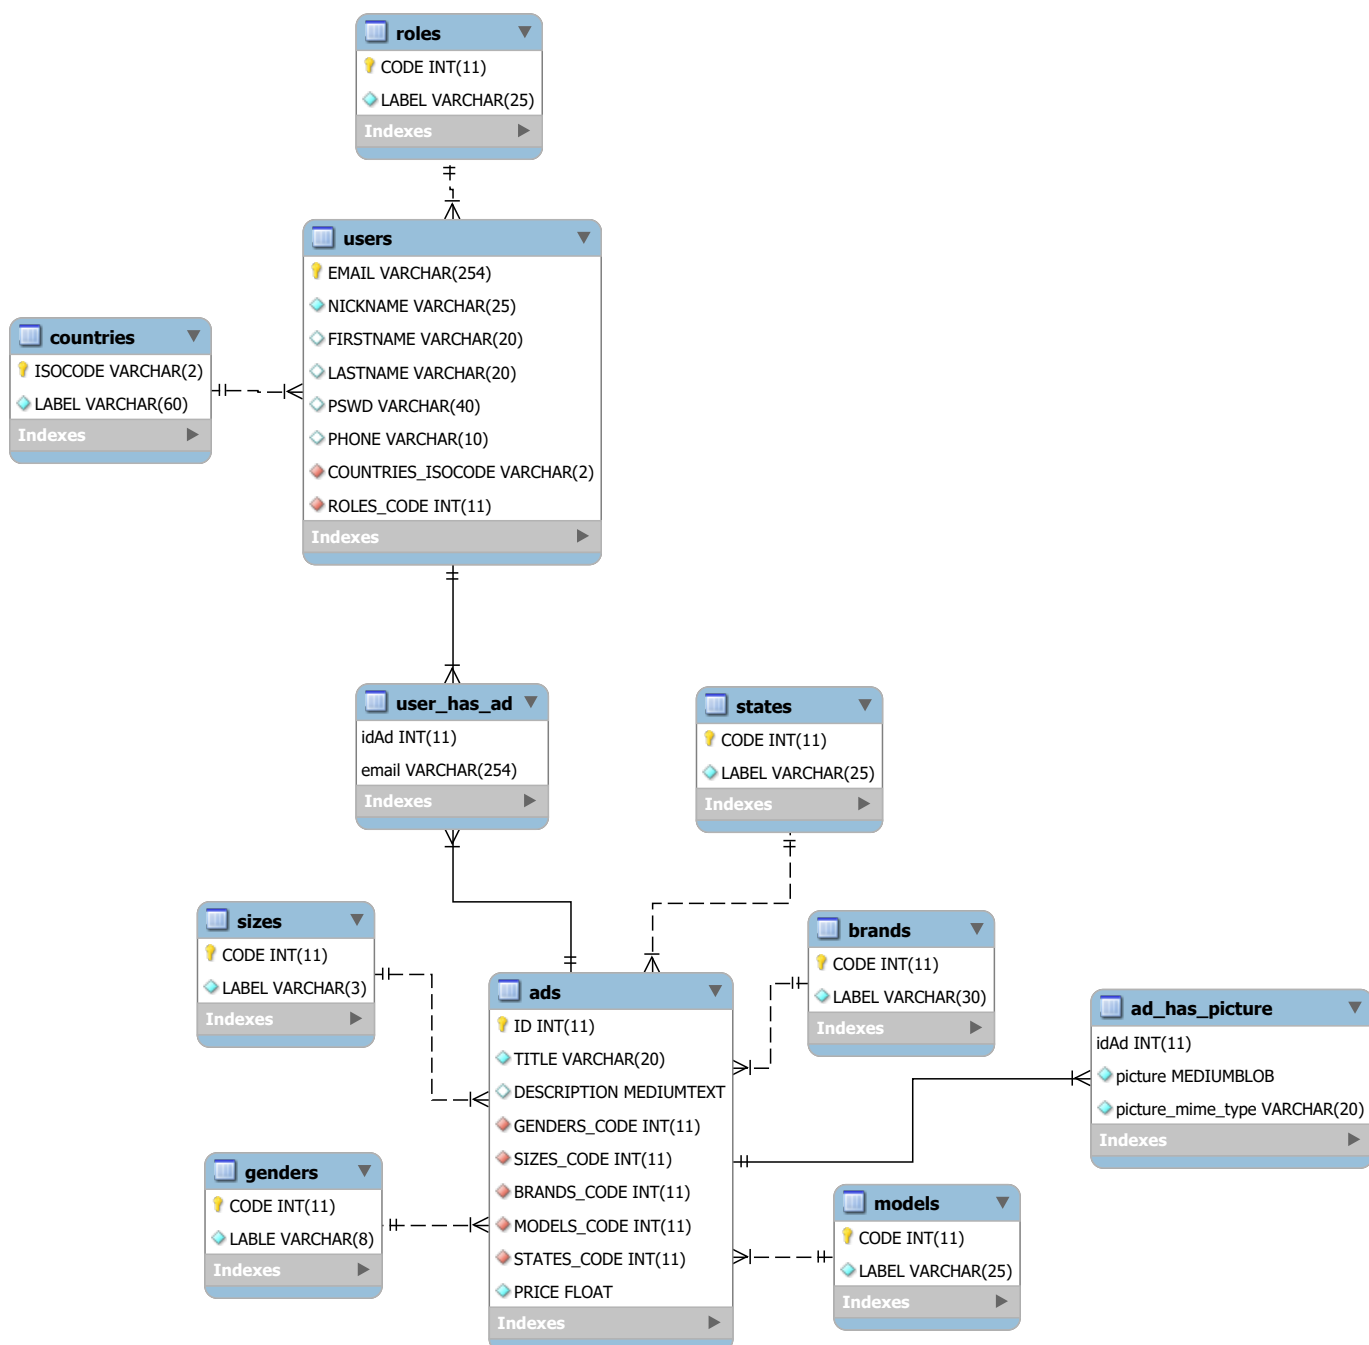 roles
CODE INT(11)
LABEL VARCHAR(25)
Indexes
users
EMAIL VARCHAR(254)
NICKNAME VARCHAR(25)
FIRSTNAME VARCHAR(20)
LASTNAME VARCHAR(20)
PSWD VARCHAR(40)
PHONE VARCHAR(10)
COUNTRIES_ISOCODE VARCHAR(2)
ROLES_CODE INT(11)
Indexes
countries
ISOCODE VARCHAR(2)
LABEL VARCHAR(60)
Indexes
user_has_ad
idAd INT(11)
email VARCHAR(254)
Indexes
states
CODE INT(11)
LABEL VARCHAR(25)
Indexes
sizes
CODE INT(11)
LABEL VARCHAR(3)
Indexes
brands
CODE INT(11)
LABEL VARCHAR(30)
Indexes
ads
ID INT(11)
TITLE VARCHAR(20)
DESCRIPTION MEDIUMTEXT
GENDERS_CODE INT(11)
SIZES_CODE INT(11)
BRANDS_CODE INT(11)
MODELS_CODE INT(11)
STATES_CODE INT(11)
PRICE FLOAT
Indexes
ad_has_picture
idAd INT(11)
picture MEDIUMBLOB
picture_mime_type VARCHAR(20)
Indexes
genders
CODE INT(11)
LABLE VARCHAR(8)
Indexes
models
CODE INT(11)
LABEL VARCHAR(25)
Indexes